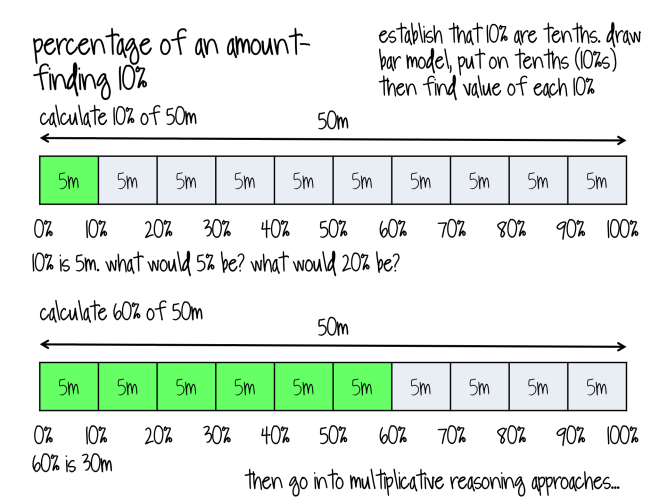 percentage of an amount-
finding 10%
establish that 10% are tenths. draw
bar model, put on tenths (10%s)
then find value of each 10%
calculate 10% of 50m
50m
5m 5m 5m 5m 5m 5m 5m 5m 5m 5m
0% 10% 20% 30% 40% 50% 60% 70% 80% 90% 100%
10% is 5m. what would 5% be? what would 20% be?
calculate 60% of 50m
50m
5m 5m 5m 5m 5m 5m 5m 5m 5m 5m
0% 10% 20% 30% 40% 50% 60% 70% 80% 90% 100%
60% is 30m
then go into multiplicative reasoning approaches...